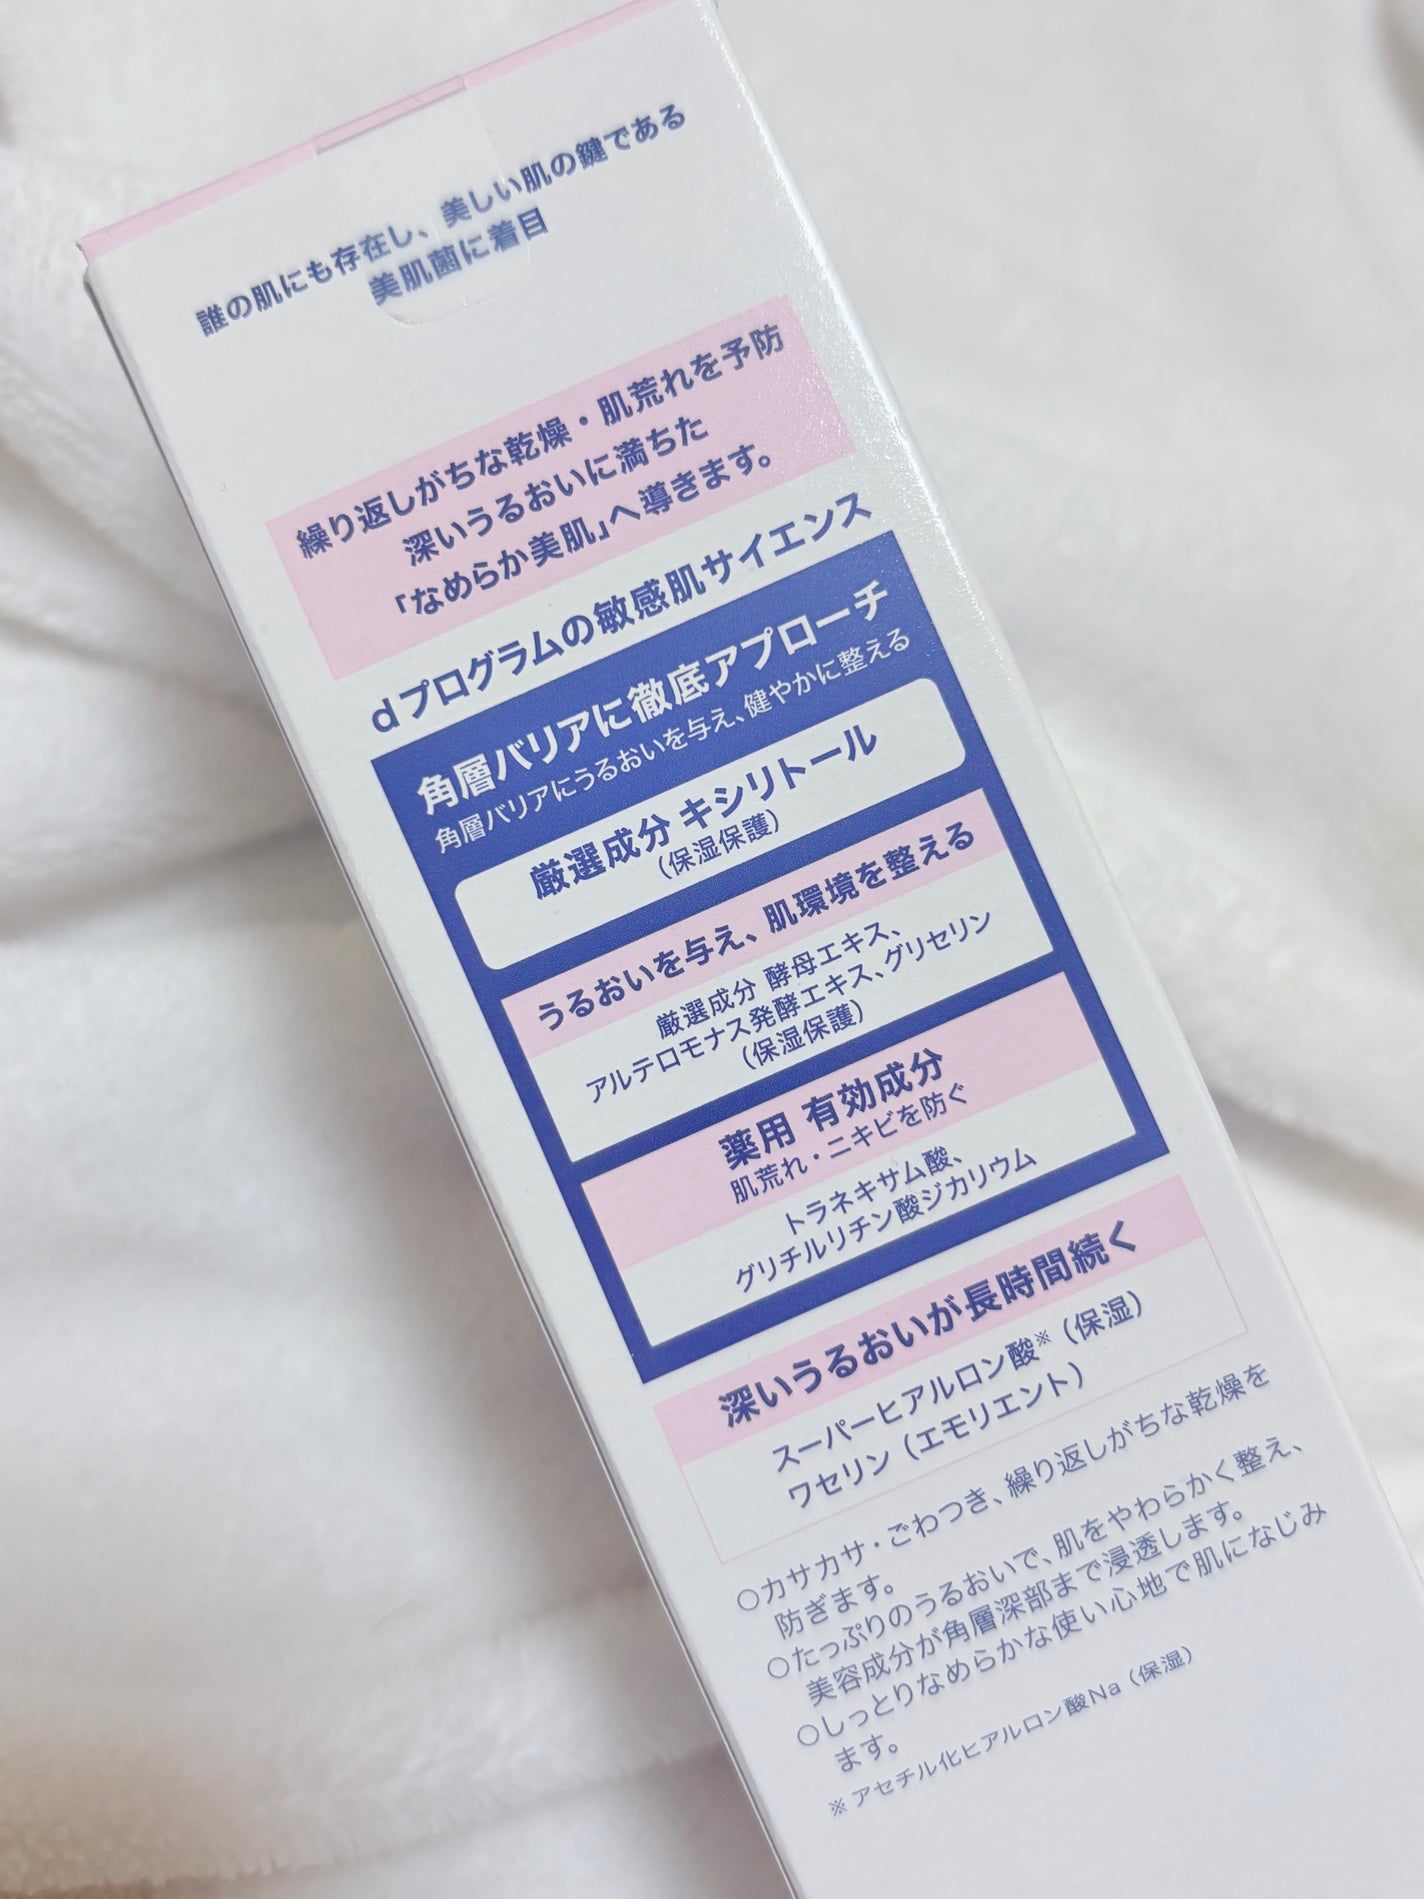 誰の肌にも存在し、美しい肌の鍵である
美肌菌に着目
繰り返しがちな乾燥・肌荒れを予防
深いうるおいに満ちた
「なめらか美肌」へ導きます。
dプログラムの敏感肌サイエンス
角層バリアに徹底アプローチ
角層バリアにうるおいを与え、健やかに整える
厳選成分 キシリトール
(保湿保護)
うるおいを与え、肌環境を整える
厳選成分 酵母エキス、
アルテロモナス発酵エキス、グリセリン
(保湿保護)
薬用 有効成分
肌荒れ・ニキビを防ぐ
トラネキサム酸、
グリチルリチン酸ジカリウム
深いうるおいが長時間続く
スーパーヒアルロン酸※(保湿)
ワセリン(エモリエント)
○カサカサ・ごわつき、繰り返しがちな乾燥を
防ぎます。
○たっぷりのうるおいで、肌をやわらかく整え、
美容成分が角層深部まで浸透します。
○しっとりなめらかな使い心地で肌になじみ
ます。
※アセチル化ヒアルロン酸Na(保湿)